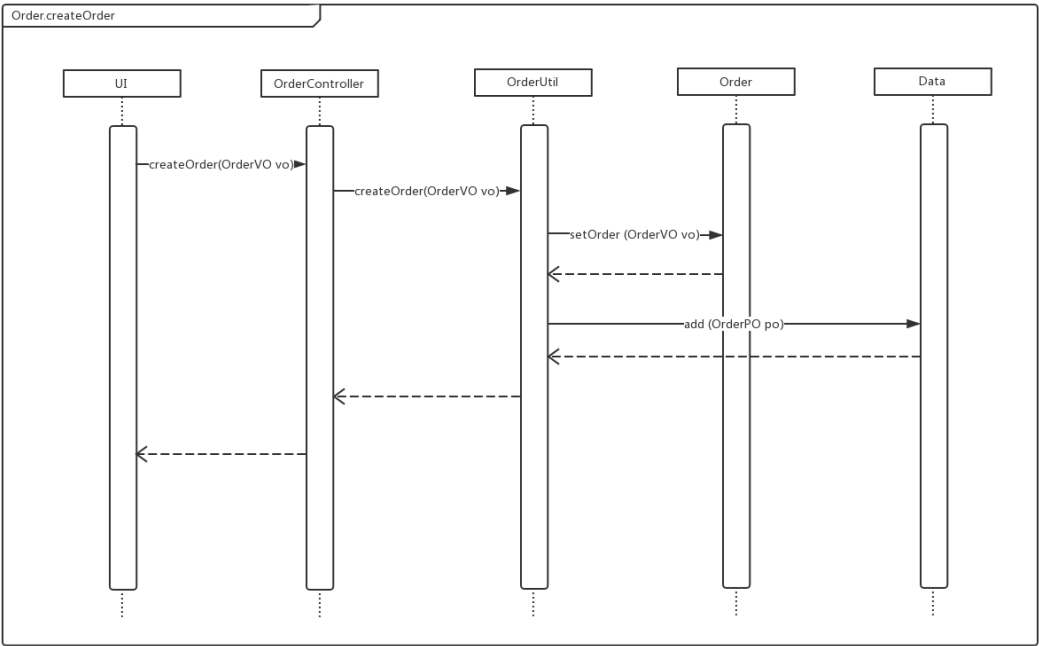 Order.createOrder
UI
OrderController
OrderUtil
Order
Data
createOrder(OrderVO vo)
createOrder(OrderVO vo)
setOrder (OrderVO vo)
add (OrderPO po)